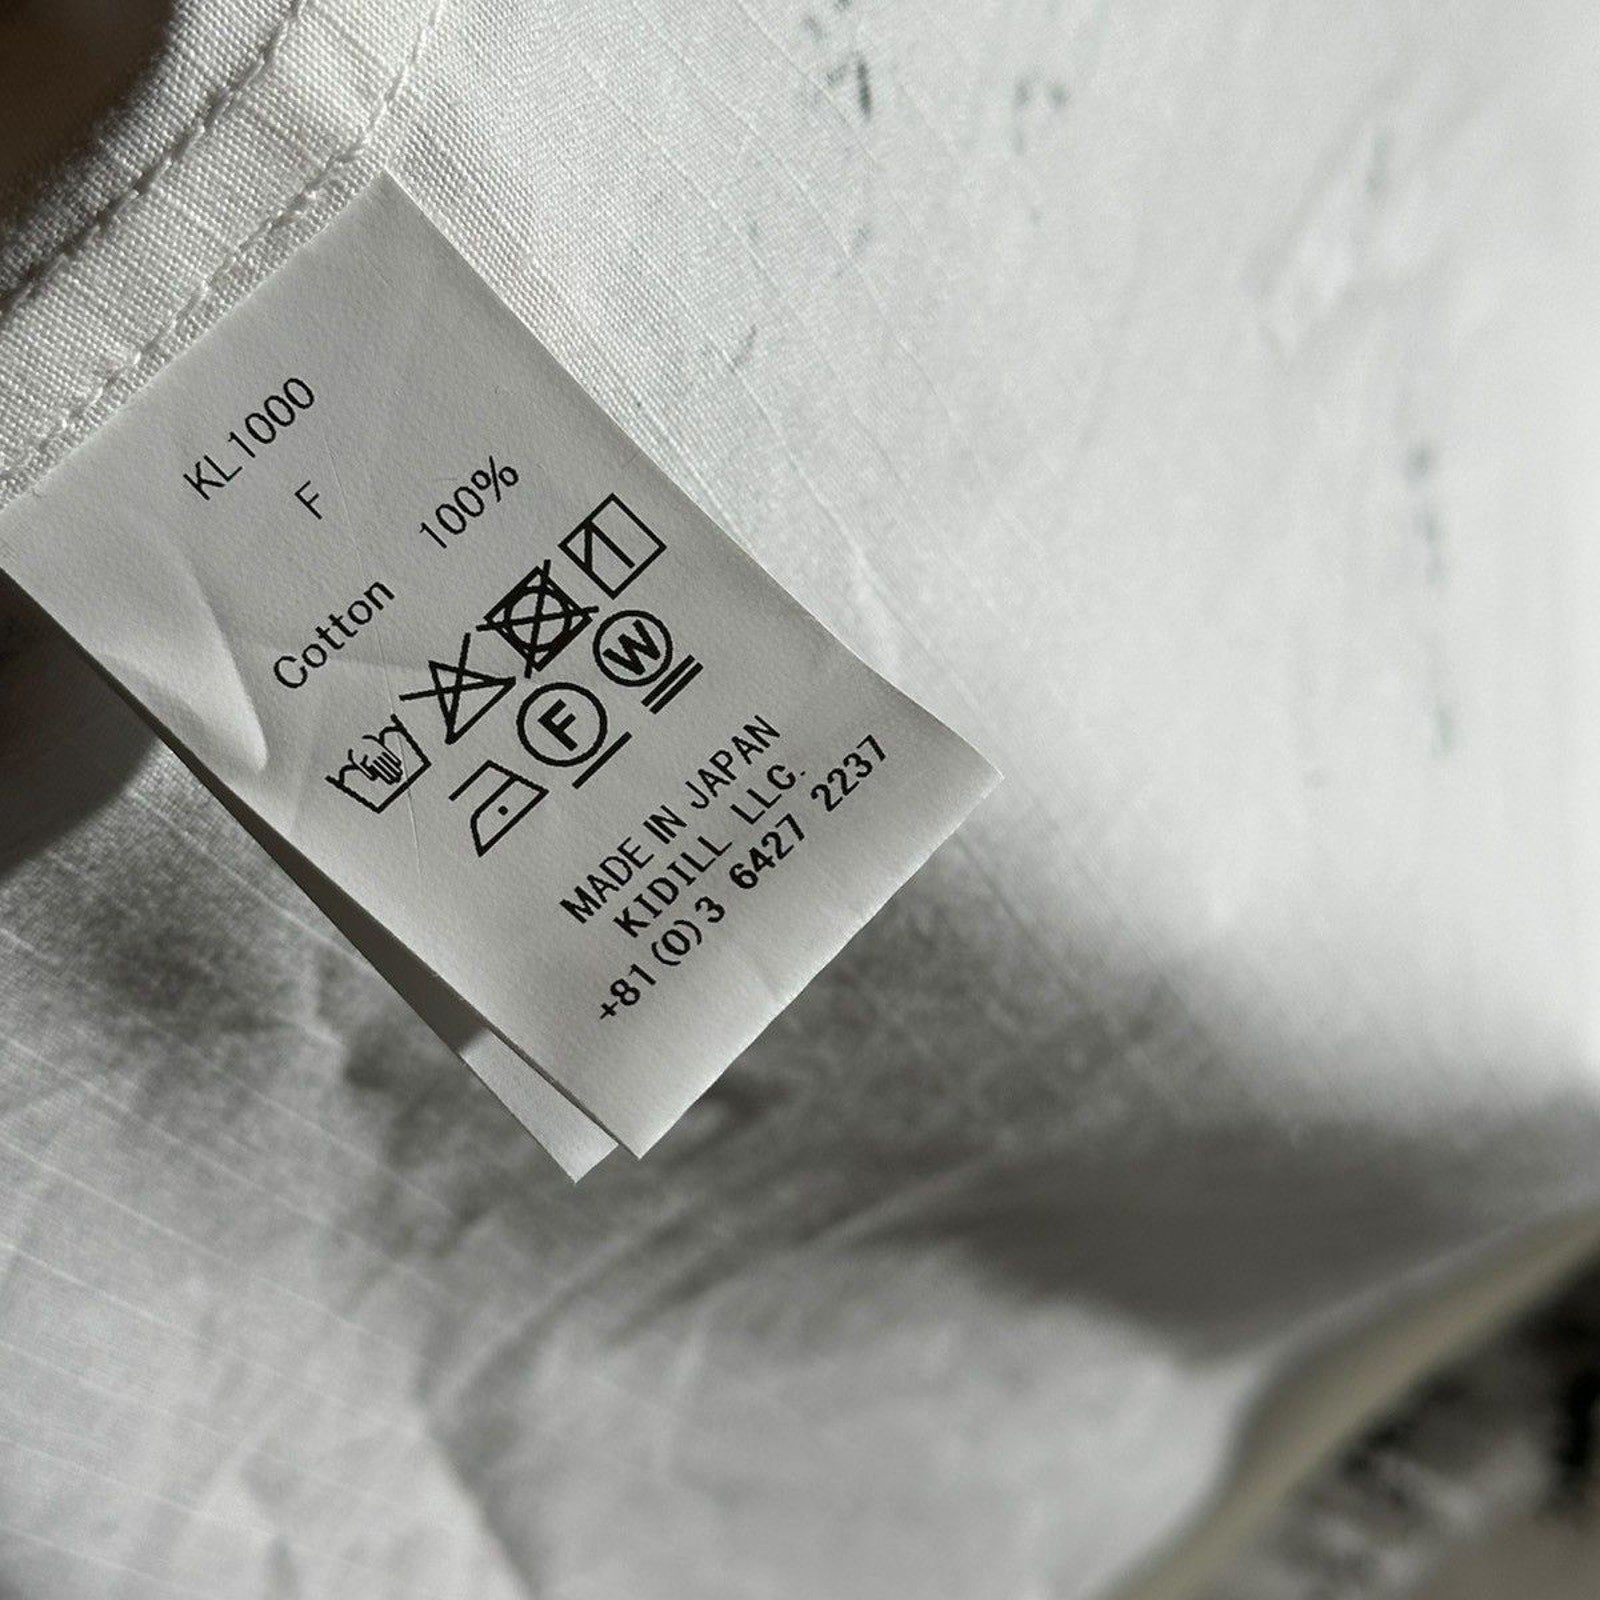 KL1000
F
Cotton 100%
F W
MADE IN JAPAN
KIDILL LLC.
+81(0)3 6427 2237